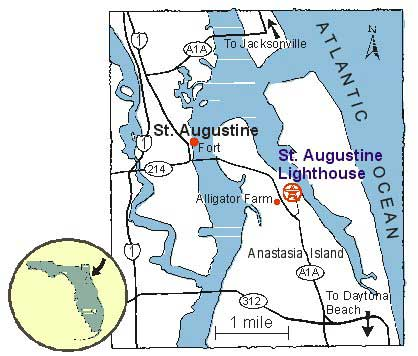 1
A1A
To Jacksonville
ATLANTIC
OCEAN
St. Augustine
Fort
1
214
St. Augustine
Lighthouse
Alligator Farm
1
Anastasia Island
A1A
To Daytona
Beach
312
1 mile